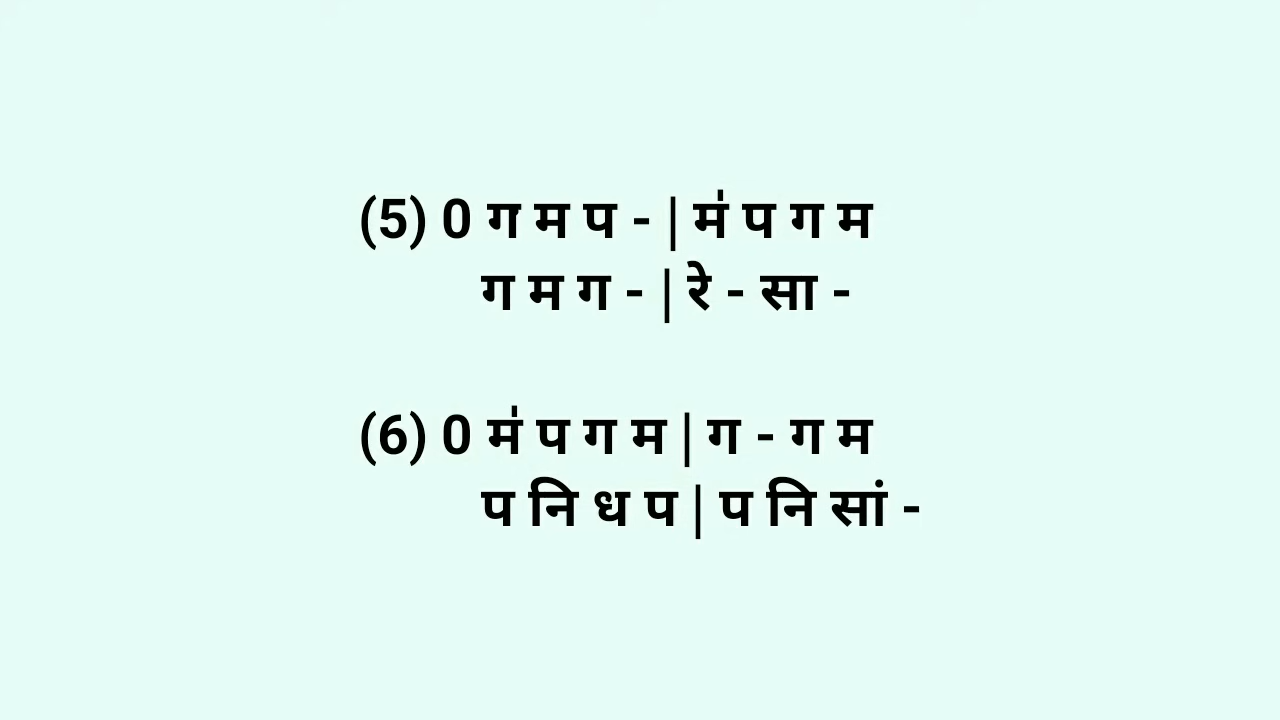 (5) 0 ग म प - | म॑ प ग म
ग म ग - | रे - सा -
(6) 0 म॑ प ग म | ग - ग म
प नि ध प | प नि सां -